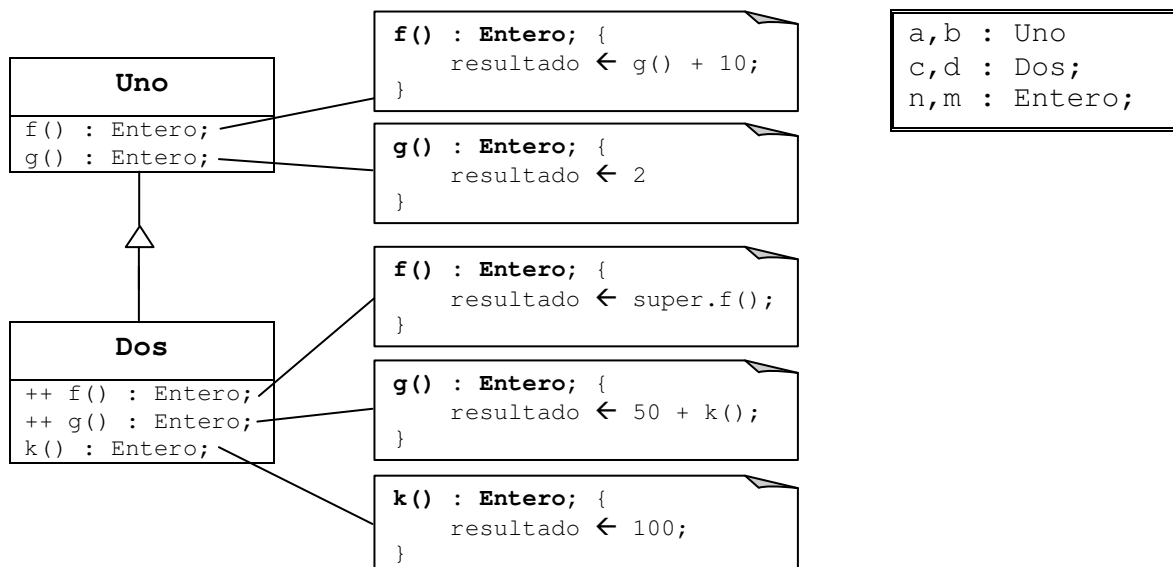 Uno
f() : Entero;
g() : Entero;
Dos
++ f() : Entero;
++ g() : Entero;
k() : Entero;
f() : Entero; {
resultado ← g() + 10;
}
g() : Entero; {
resultado ← 2
}
f() : Entero; {
resultado ← super.f();
}
g() : Entero; {
resultado ← 50 + k();
}
k() : Entero; {
resultado ← 100;
}
a,b : Uno
c,d : Dos;
n,m : Entero;